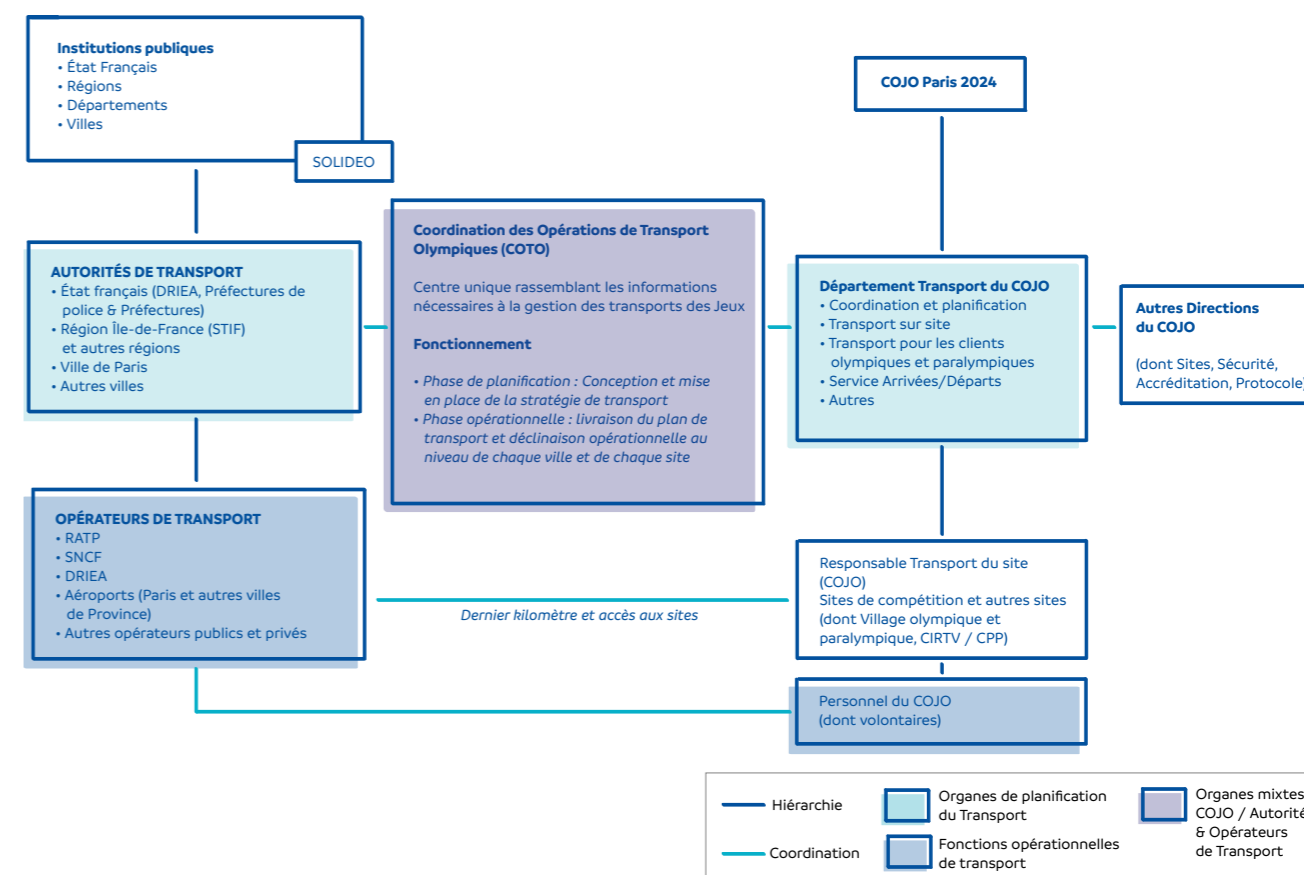 Institutions publiques
• État Français
• Régions
• Départements
• Villes
SOLIDEO
COJO Paris 2024
AUTORITÉS DE TRANSPORT
• État français (DRIEA, Préfectures de
police & Préfectures)
• Région Île-de-France (STIF)
et autres régions
• Ville de Paris
• Autres villes
Coordination des Opérations de Transport
Olympiques (COTO)
Centre unique rassemblant les informations
nécessaires à la gestion des transports des Jeux
Fonctionnement
• Phase de planification : Conception et mise
en place de la stratégie de transport
• Phase opérationnelle : livraison du plan de
transport et déclinaison opérationnelle au
niveau de chaque ville et de chaque site
Département Transport du COJO
• Coordination et planification
• Transport sur site
• Transport pour les clients
olympiques et paralympiques
• Service Arrivées/Départs
• Autres
Autres Directions
du COJO
(dont Sites, Sécurité,
Accréditation, Protocole)
OPÉRATEURS DE TRANSPORT
• RATP
• SNCF
• DRIEA
• Aéroports (Paris et autres villes
de Province)
• Autres opérateurs publics et privés
Dernier kilomètre et accès aux sites
Responsable Transport du site
(COJO)
Sites de compétition et autres sites
(dont Village olympique et
paralympique, CIRTV / CPP)
Personnel du COJO
(dont volontaires)
Hiérarchie
Coordination
Organes de planification
du Transport
Fonctions opérationnelles
de transport
Organes mixtes
COJO / Autorité
& Opérateurs
de Transport